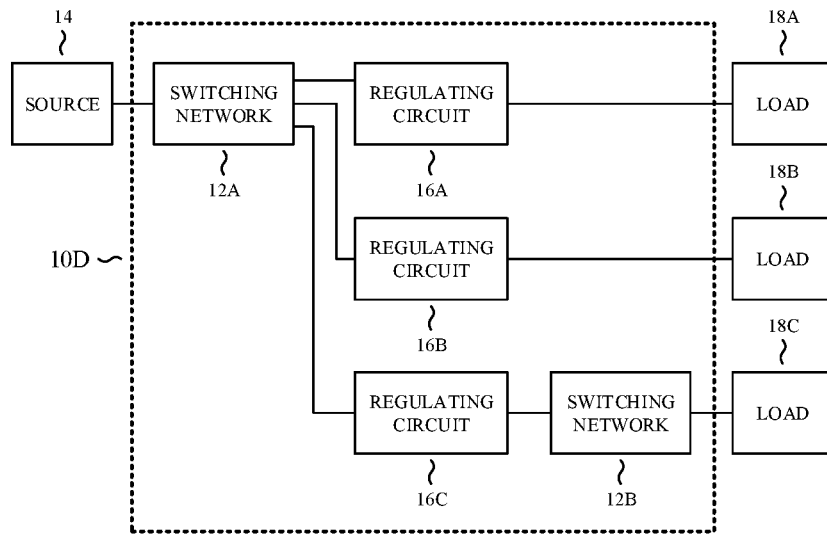 14
18A
SOURCE
SWITCHING
NETWORK
REGULATING
CIRCUIT
LOAD
12A
16A
18B
10D
REGULATING
CIRCUIT
LOAD
16B
18C
REGULATING
CIRCUIT
SWITCHING
NETWORK
LOAD
16C
12B